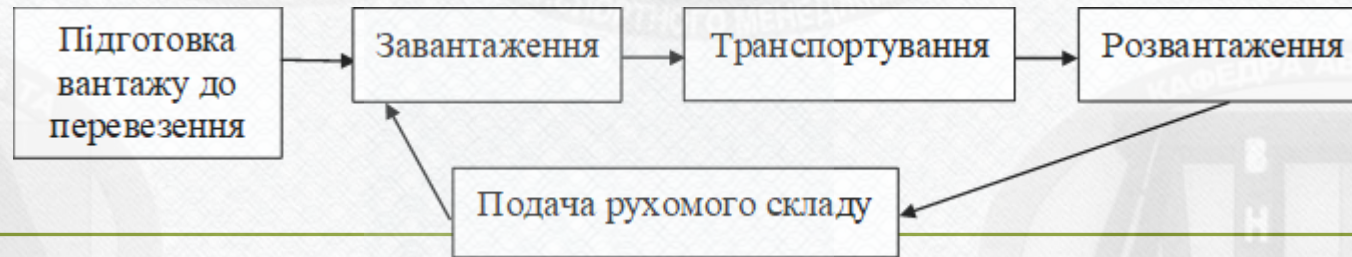 Підготовка
вантажу до
перевезення
Завантаження
Транспортування
Розвантаження
Подача рухомого складу